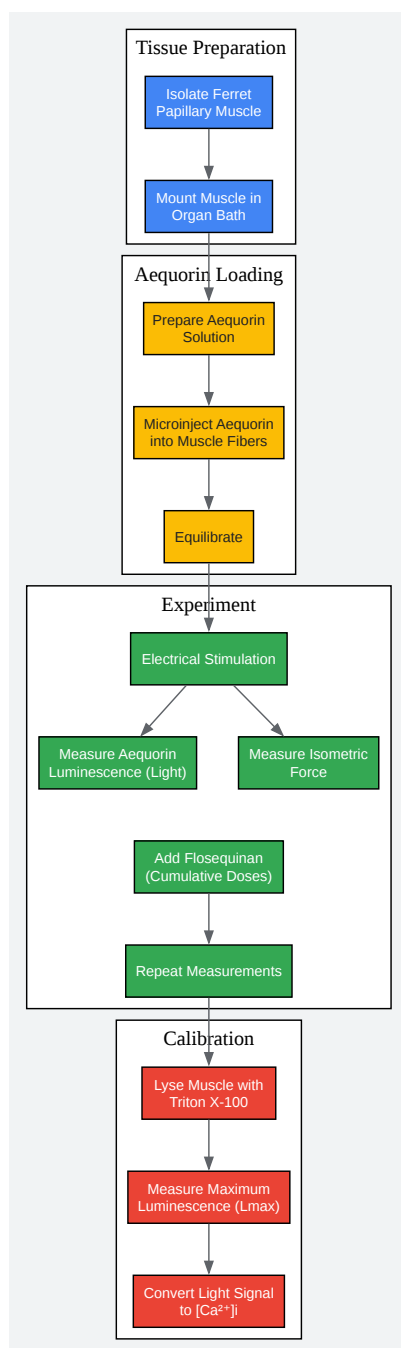 Tissue Preparation
Isolate Ferret
Papillary Muscle
Mount Muscle in
Organ Bath
Aequorin Loading
Prepare Aequorin
Solution
Microinject Aequorin
into Muscle Fibers
Equilibrate
Experiment
Electrical Stimulation
Measure Aequorin
Luminescence (Light)
Measure Isometric
Force
Add Flosequinan
(Cumulative Doses)
Repeat Measurements
Calibration
Lyse Muscle with
Triton X-100
Measure Maximum
Luminescence (Lmax)
Convert Light Signal
to [Ca²⁺]i